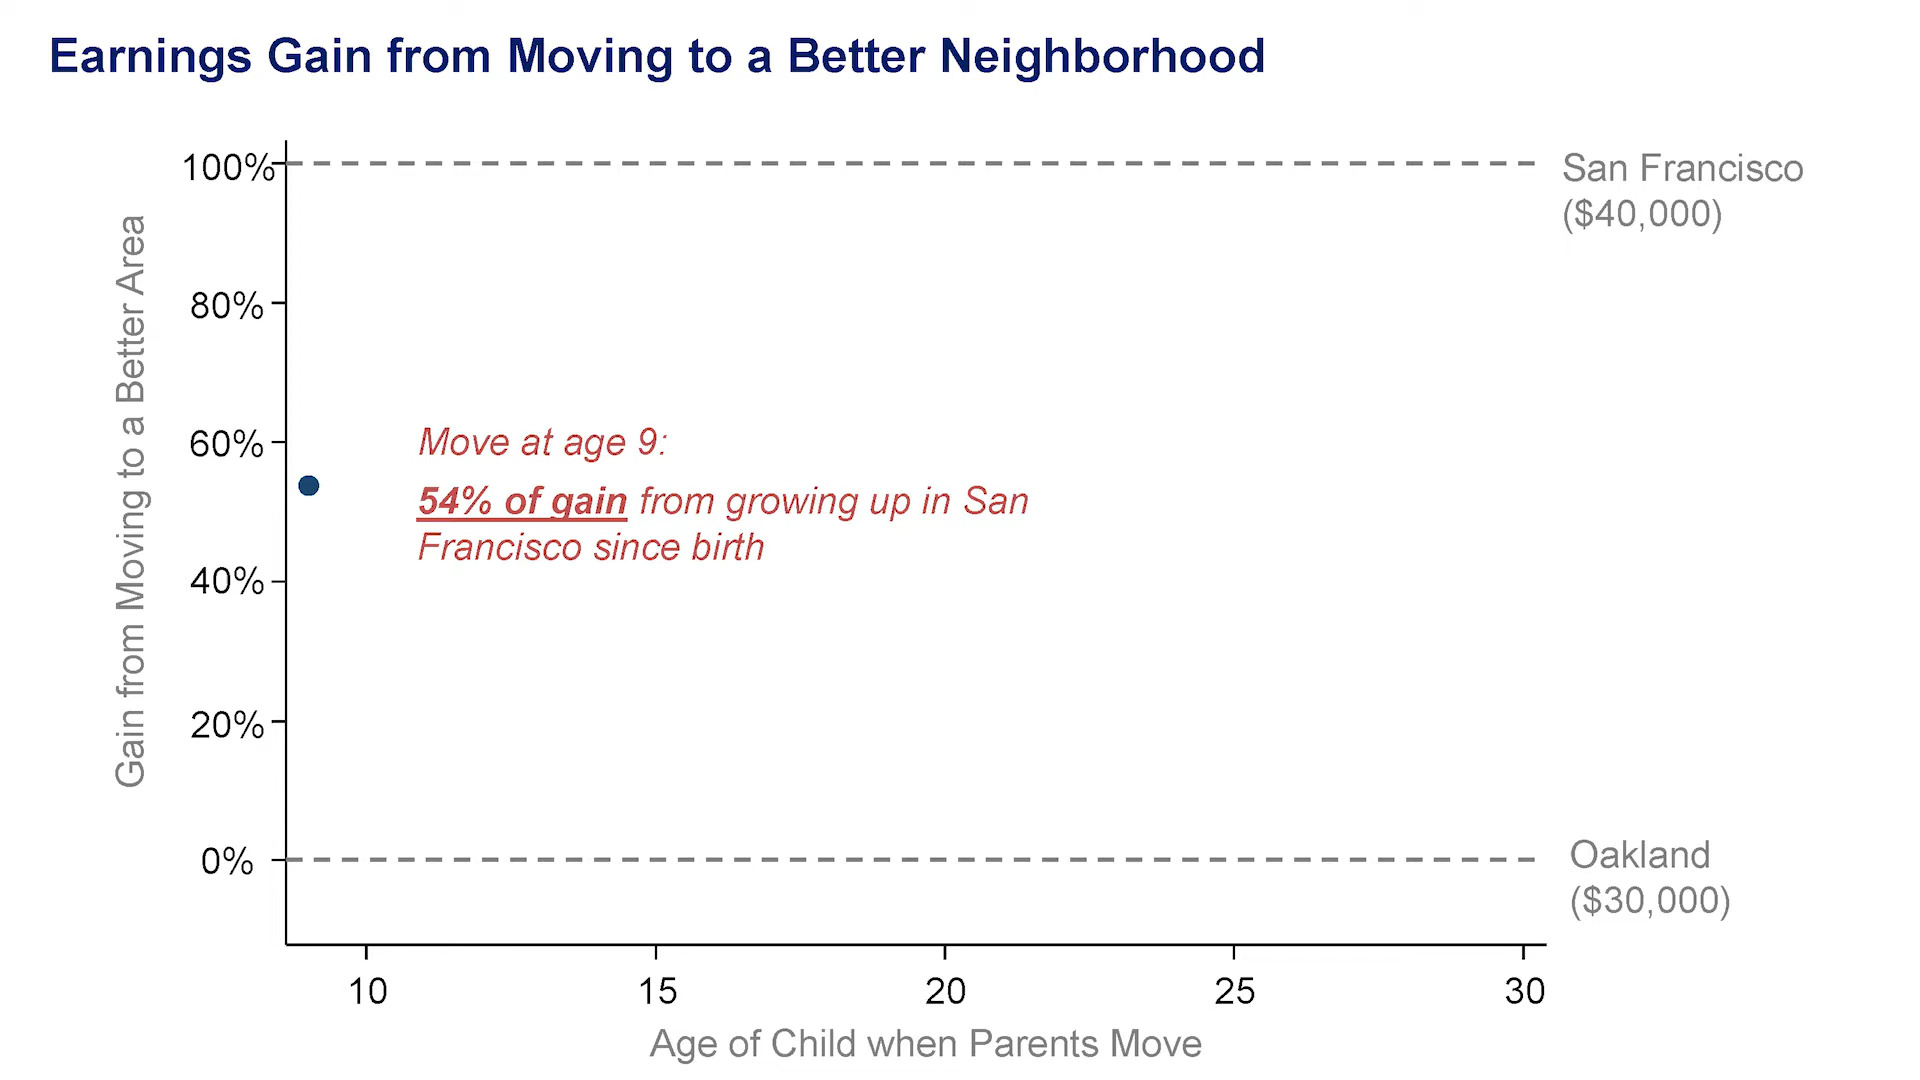 Earnings Gain from Moving to a Better Neighborhood
Gain from Moving to a Better Area
100%
80%
60%
40%
20%
0%
San Francisco
($40,000)
Move at age 9:
54% of gain from growing up in San
Francisco since birth
Oakland
($30,000)
10
15
20
25
30
Age of Child when Parents Move